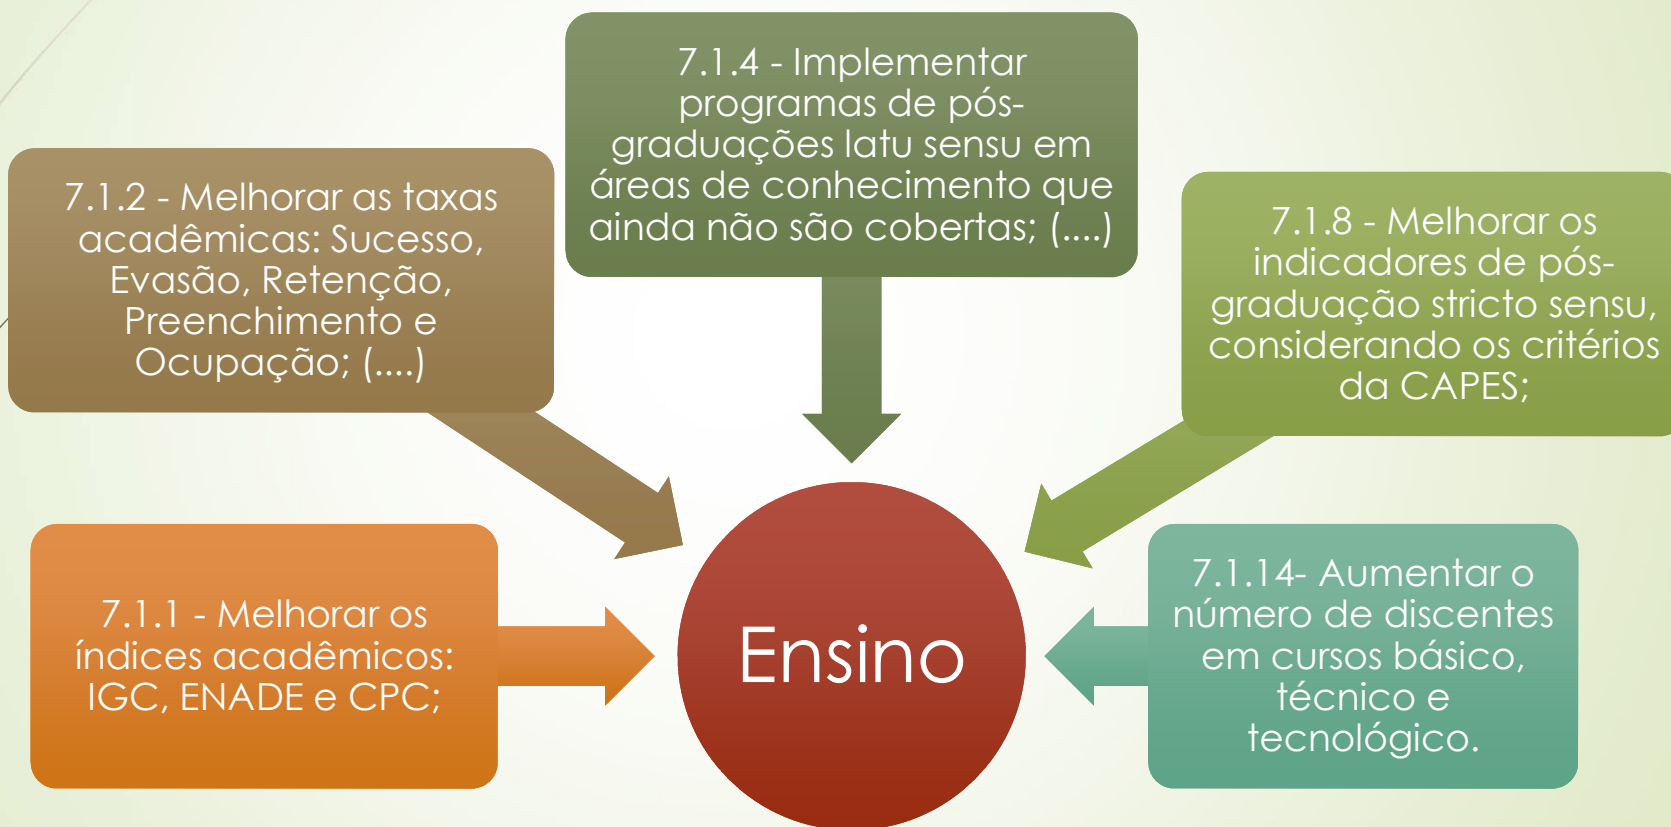 7.1.4 - Implementar
programas de pós-
graduações latu sensu em
áreas de conhecimento que
ainda não são cobertas; (....)
7.1.2 - Melhorar as taxas
acadêmicas: Sucesso,
Evasão, Retenção,
Preenchimento e
Ocupação; (....)
7.1.8 - Melhorar os
indicadores de pós-
graduação stricto sensu,
considerando os critérios
da CAPES;
7.1.1 - Melhorar os
índices acadêmicos:
IGC, ENADE e CPC;
Ensino
7.1.14- Aumentar o
número de discentes
em cursos básico,
técnico e
tecnológico.